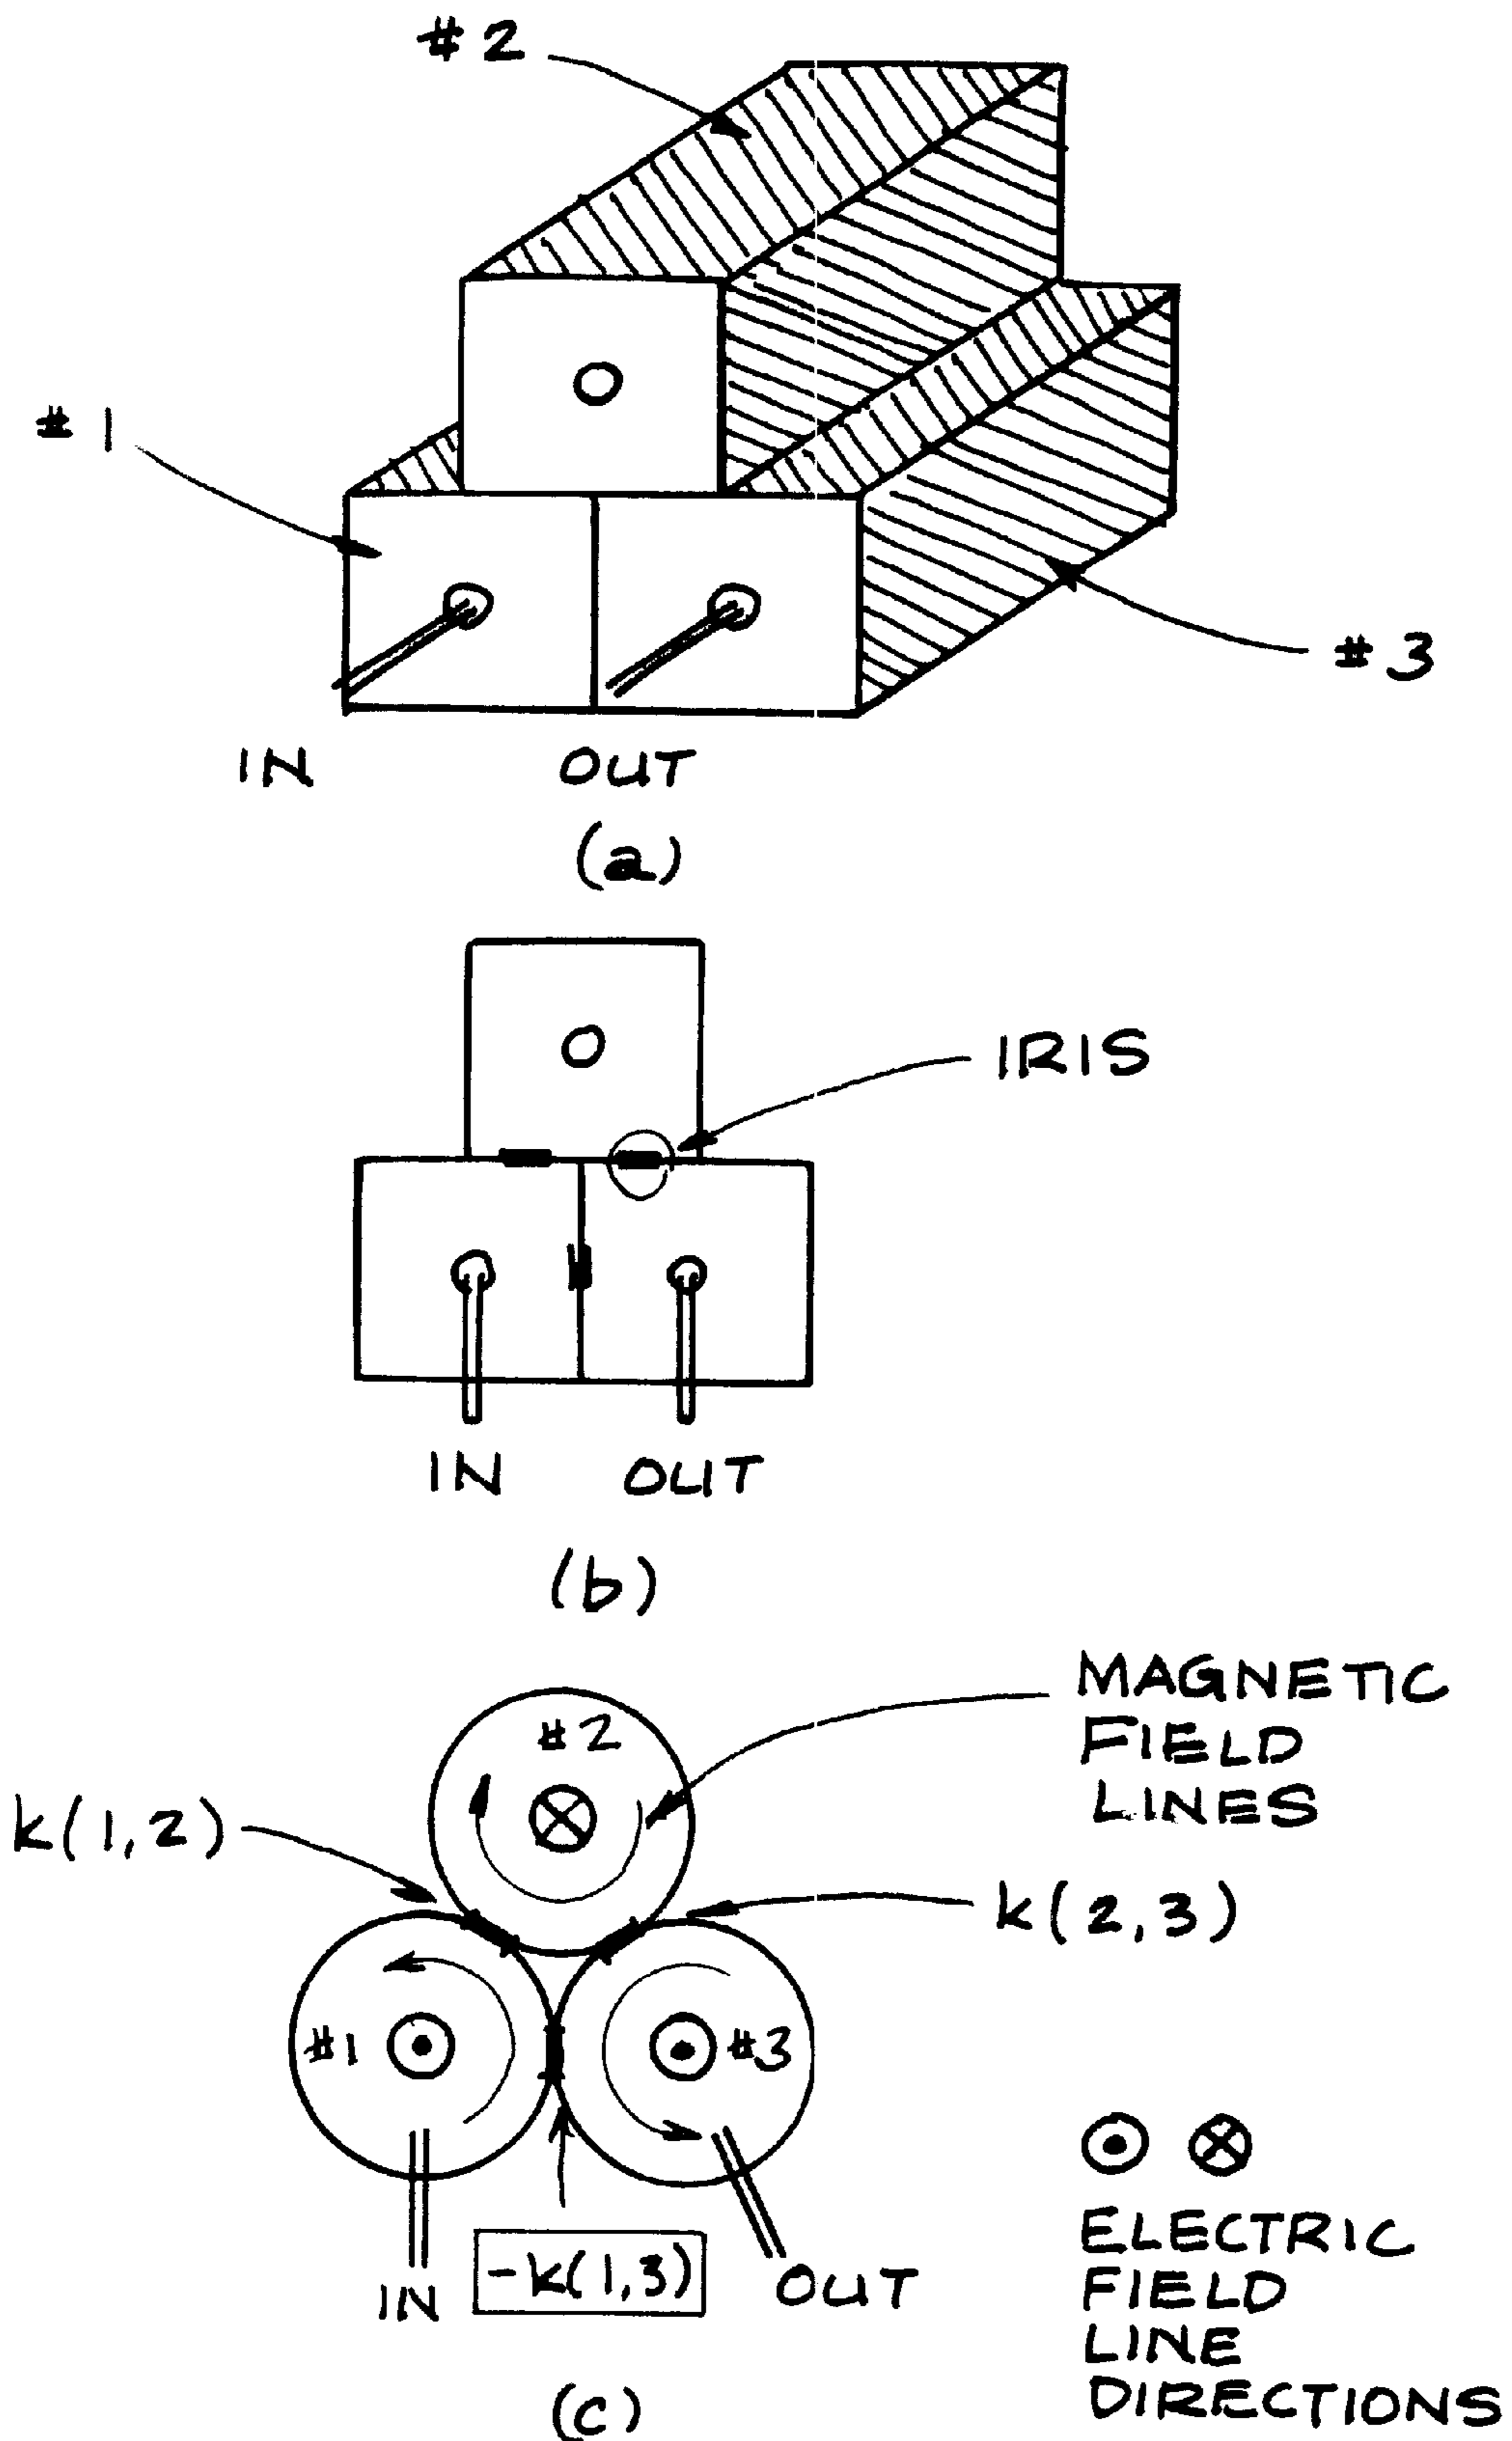 #2
#1
#3
IN
OUT
(a)
IRIS
IN
OUT
(b)
MAGNETIC
FIELD
LINES
#2
k(1,2)
k(2,3)
#1
#3
-k(1,3)
IN
OUT
ELECTRIC
FIELD
LINE
DIRECTIONS
(c)